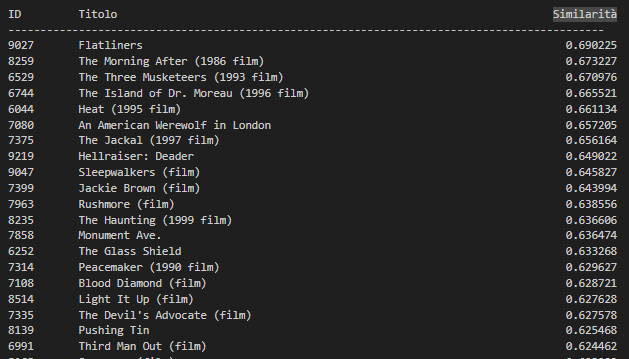 ID Titolo Similarità
--------------------------------------------------------------------------------------------
9027 Flatliners 0.690225
8259 The Morning After (1986 film) 0.673227
6529 The Three Musketeers (1993 film) 0.670976
6744 The Island of Dr. Moreau (1996 film) 0.665521
6044 Heat (1995 film) 0.661134
7080 An American Werewolf in London 0.657205
7375 The Jackal (1997 film) 0.656164
9219 Hellraiser: Deader 0.649022
9047 Sleepwalkers (film) 0.645827
7399 Jackie Brown (film) 0.643994
7963 Rushmore (film) 0.638556
8235 The Haunting (1999 film) 0.636606
7858 Monument Ave. 0.636474
6252 The Glass Shield 0.633268
7314 Peacemaker (1990 film) 0.629627
7108 Blood Diamond (film) 0.628721
8514 Light It Up (film) 0.627628
7335 The Devil's Advocate (film) 0.627578
8139 Pushing Tin 0.625468
6991 Third Man Out (film) 0.624462